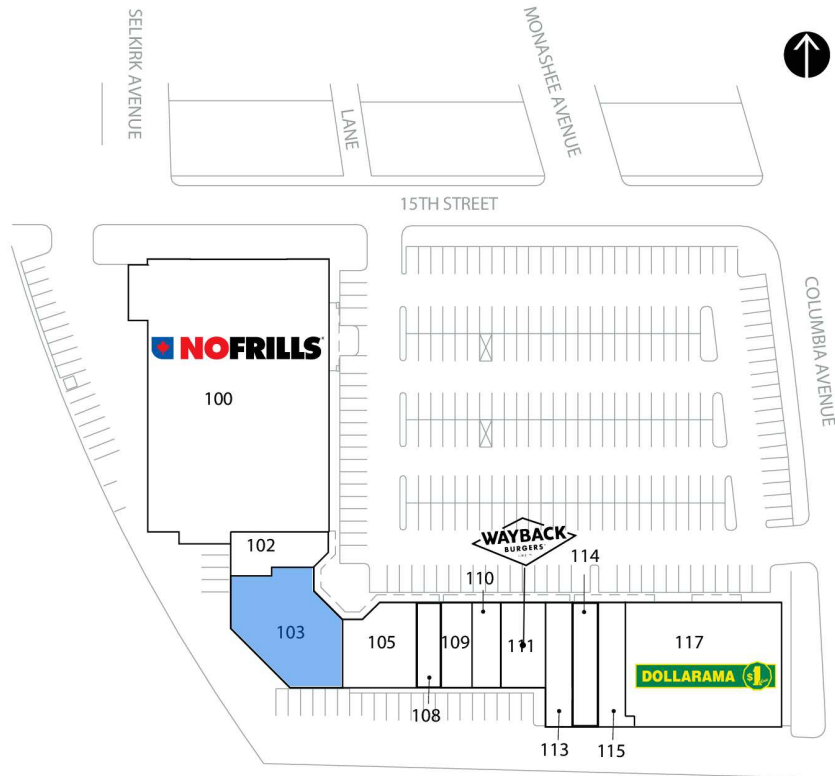 SELKIRK AVENUE
LANE
MONASHEE AVENUE
15TH STREET
COLUMBIA AVENUE
NOFRILLS
100
WAYBACK
BURGERS
102
114
110
103
105
109
111
117
DOLLARAMA $1
108
113
115